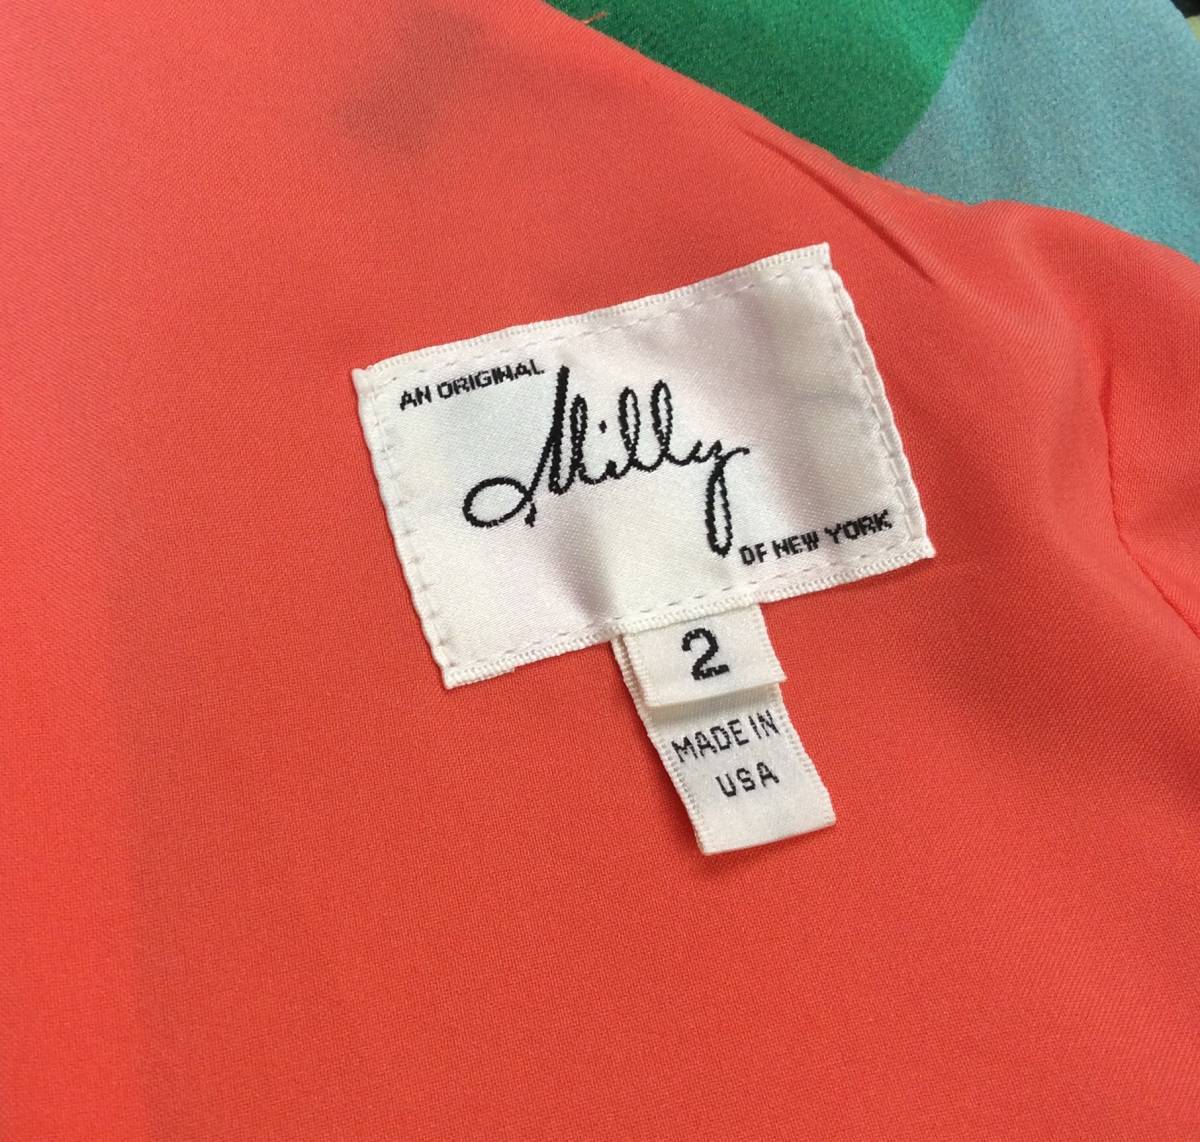 AN ORIGINAL
Milly
OF NEW YORK
2
MADE IN
USA